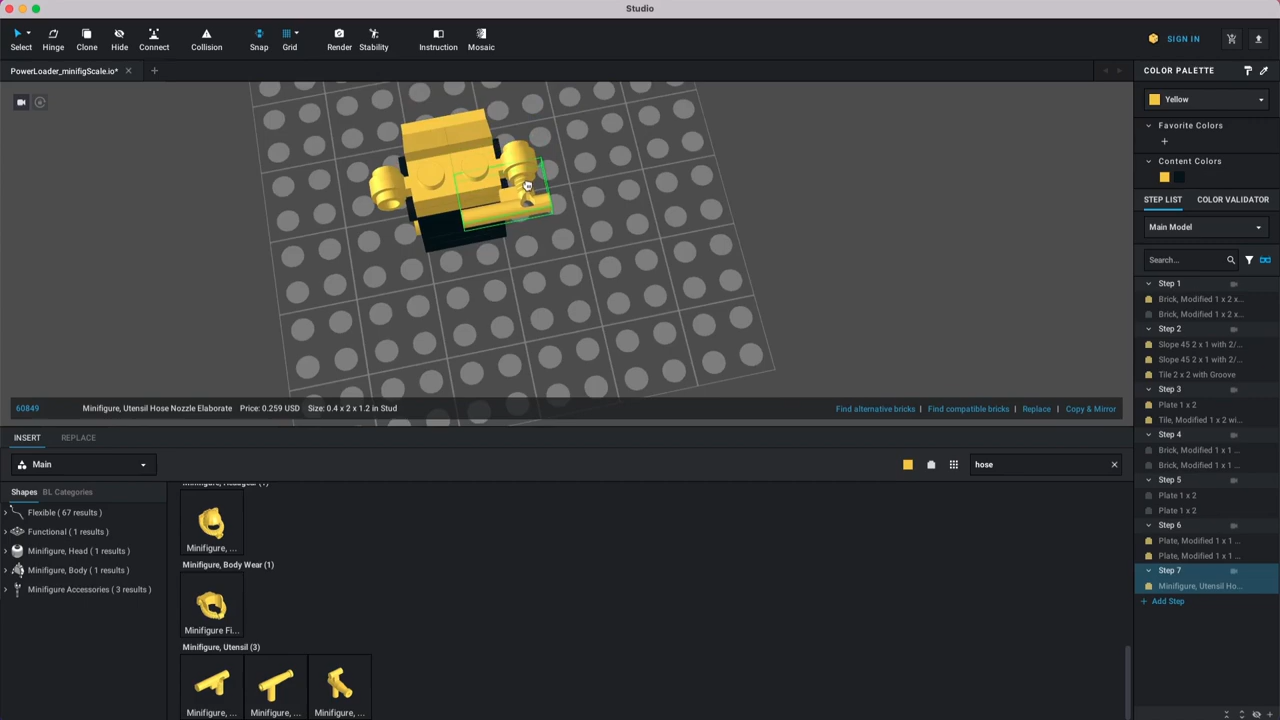 Studio
Select Hinge Clone Hide Connect Collision Snap Grid Render Stability Instruction Mosaic SIGN IN
PowerLoader_minifigScale.io*
COLOR PALETTE
Yellow
Favorite Colors
Content Colors
STEP LIST COLOR VALIDATOR
Main Model
Search...
Step 1
Brick, Modified 1 x 2 x...
Brick, Modified 1 x 2 x...
Step 2
Slope 45 2 x 1 with 2/...
Slope 45 2 x 1 with 2/...
Tile 2 x 2 with Groove
Step 3
Plate 1 x 2
Tile, Modified 1 x 2 wi...
Step 4
Brick, Modified 1 x 1 ...
Brick, Modified 1 x 1 ...
Step 5
Plate 1 x 2
Plate 1 x 2
Step 6
Plate, Modified 1 x 1 ...
Plate, Modified 1 x 1 ...
Step 7
Minifigure, Utensil Ho...
+ Add Step
60849 Minifigure, Utensil Hose Nozzle Elaborate Price: 0.259 USD Size: 0.4 x 2 x 1.2 in Stud Find alternative bricks | Find compatible bricks | Replace | Copy & Mirror
INSERT REPLACE
Main
hose
Shapes BL Categories
Flexible ( 67 results )
Functional ( 1 results )
Minifigure, Head ( 1 results )
Minifigure, Body ( 1 results )
Minifigure Accessories ( 3 results )
Minifigure, Headgear (1)
Minifigure, ...
Minifigure, Body Wear (1)
Minifigure Fi...
Minifigure, Utensil (3)
Minifigure, ... Minifigure, ... Minifigure, ...